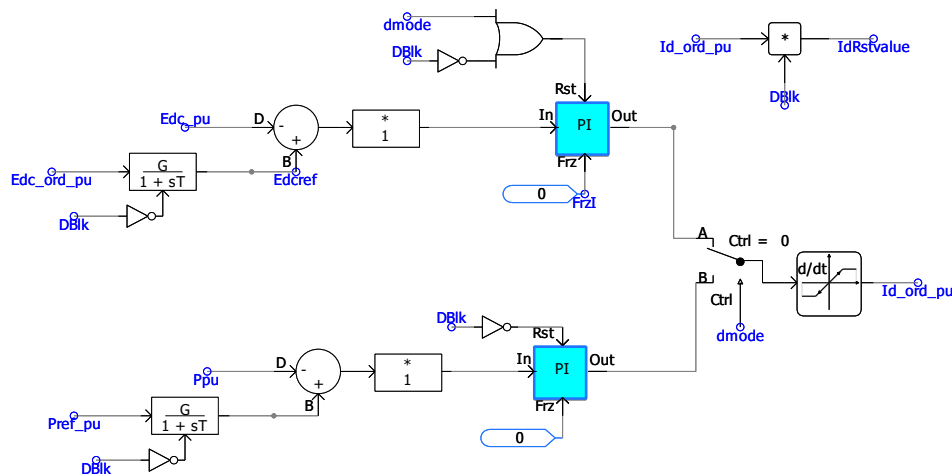 dmode
DBlk
Rst
In
PI
Out
Frz
0
FrzI
Id_ord_pu
*
IdRstvalue
DBlk
Edc_pu
D
-
+
B
Edcref
*
1
Edc_ord_pu
G
1 + sT
DBlk
A
Ctrl = 0
B
Ctrl
dmode
d/dt
Id_ord_pu
DBlk
Rst
In
PI
Out
Frz
0
Ppu
D
-
+
B
*
1
Pref_pu
G
1 + sT
DBlk